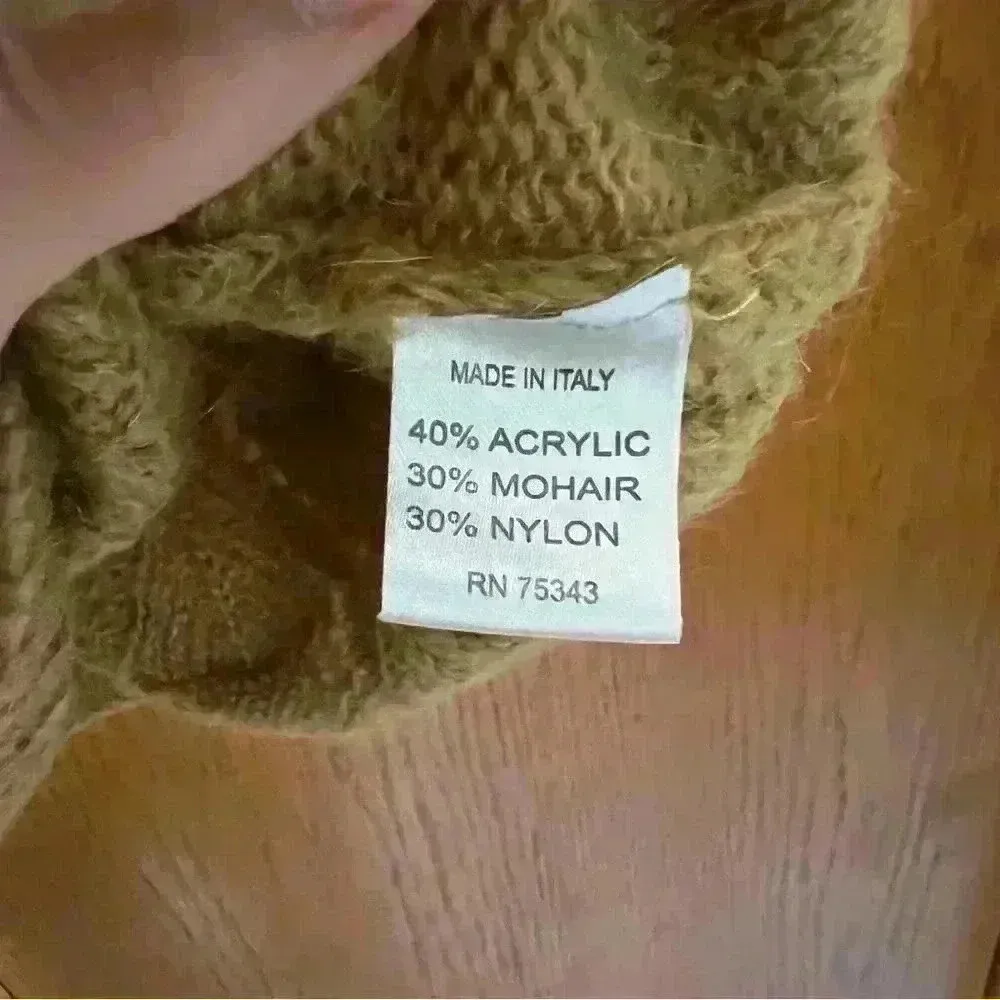 MADE IN ITALY
40% ACRYLIC
30% MOHAIR
30% NYLON
RN 75343